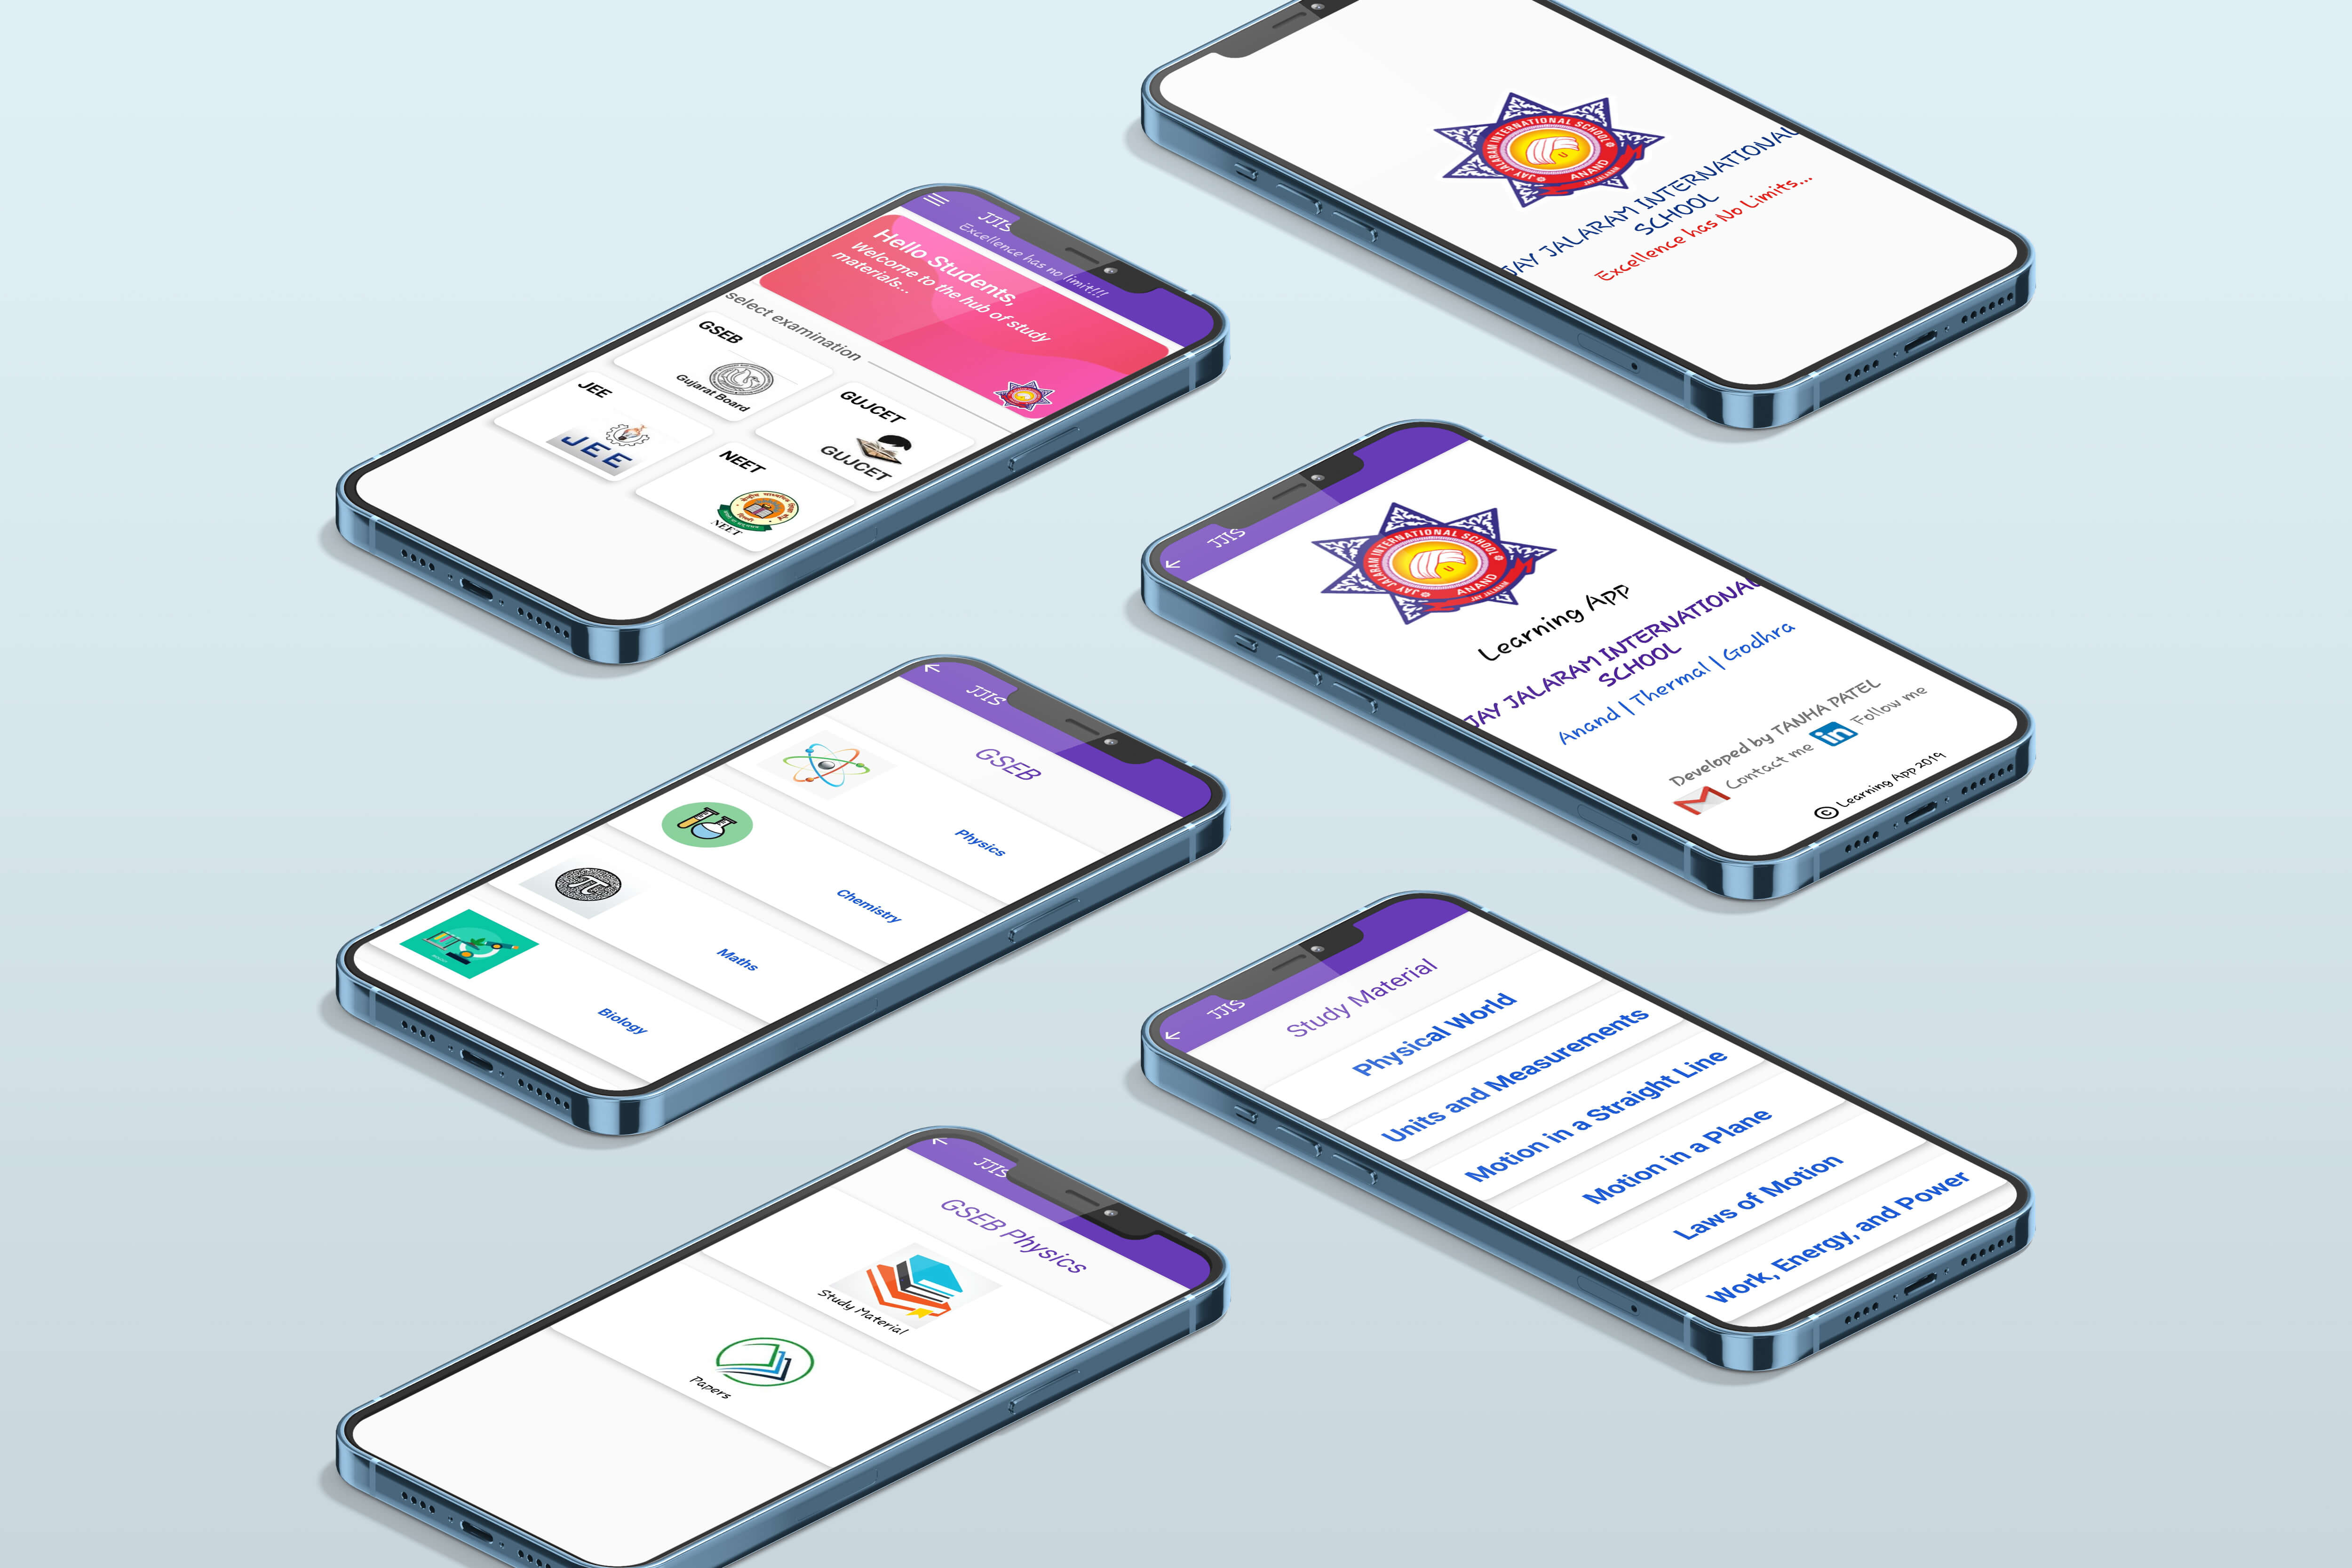 JJIS
Excellence has no limit!!!
Hello Students,
Welcome to the hub of study
materials...
select examination
GSEB
Gujarat Board
GUJCET
GUJCET
JEE
JEE
NEET
NEET
JJIS
GSEB
Physics
Chemistry
Maths
Biology
JJIS
GSEB Physics
Study Material
Papers
JAY JALARAM INTERNATIONAL SCHOOL
ANAND
JAY JALARAM
JAY JALARAM INTERNATIONAL
SCHOOL
Excellence has No Limits...
JJIS
JAY JALARAM INTERNATIONAL SCHOOL
ANAND
JAY JALARAM
Learning App
JAY JALARAM INTERNATIONAL
SCHOOL
Anand | Thermal | Godhra
Developed by TANHA PATEL
Contact me in Follow me
© Learning App 2019
JJIS
Study Material
Physical World
Units and Measurements
Motion in a Straight Line
Motion in a Plane
Laws of Motion
Work, Energy, and Power